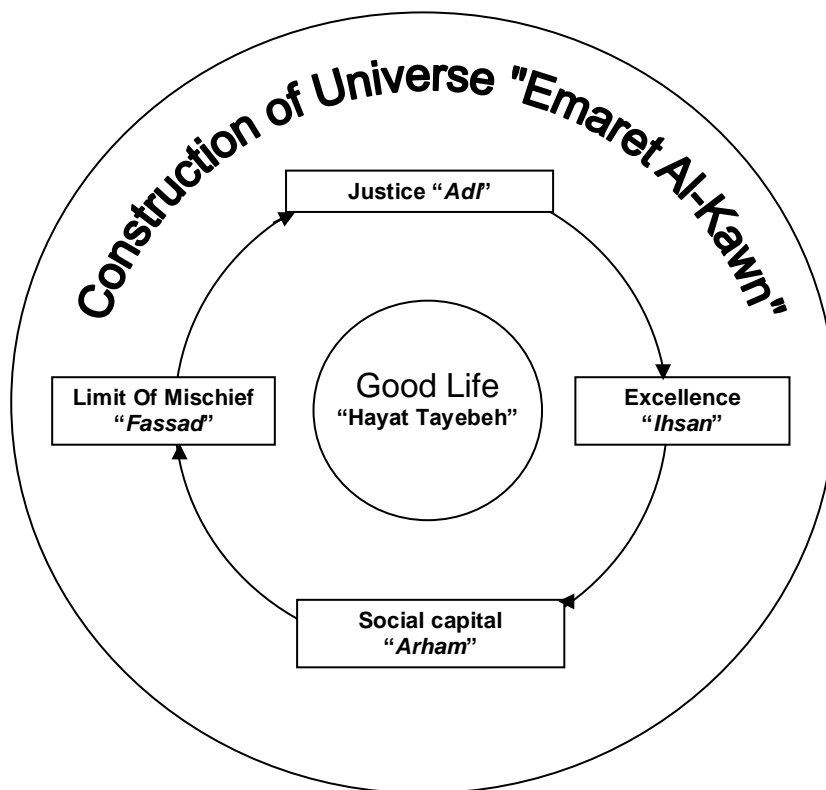 Construction of Universe "Emaret Al-Kawn"
Justice “Adl”
Limit Of Mischief
“Fassad”
Good Life
“Hayat Tayebeh”
Excellence
“Ihsan”
Social capital
“Arham”